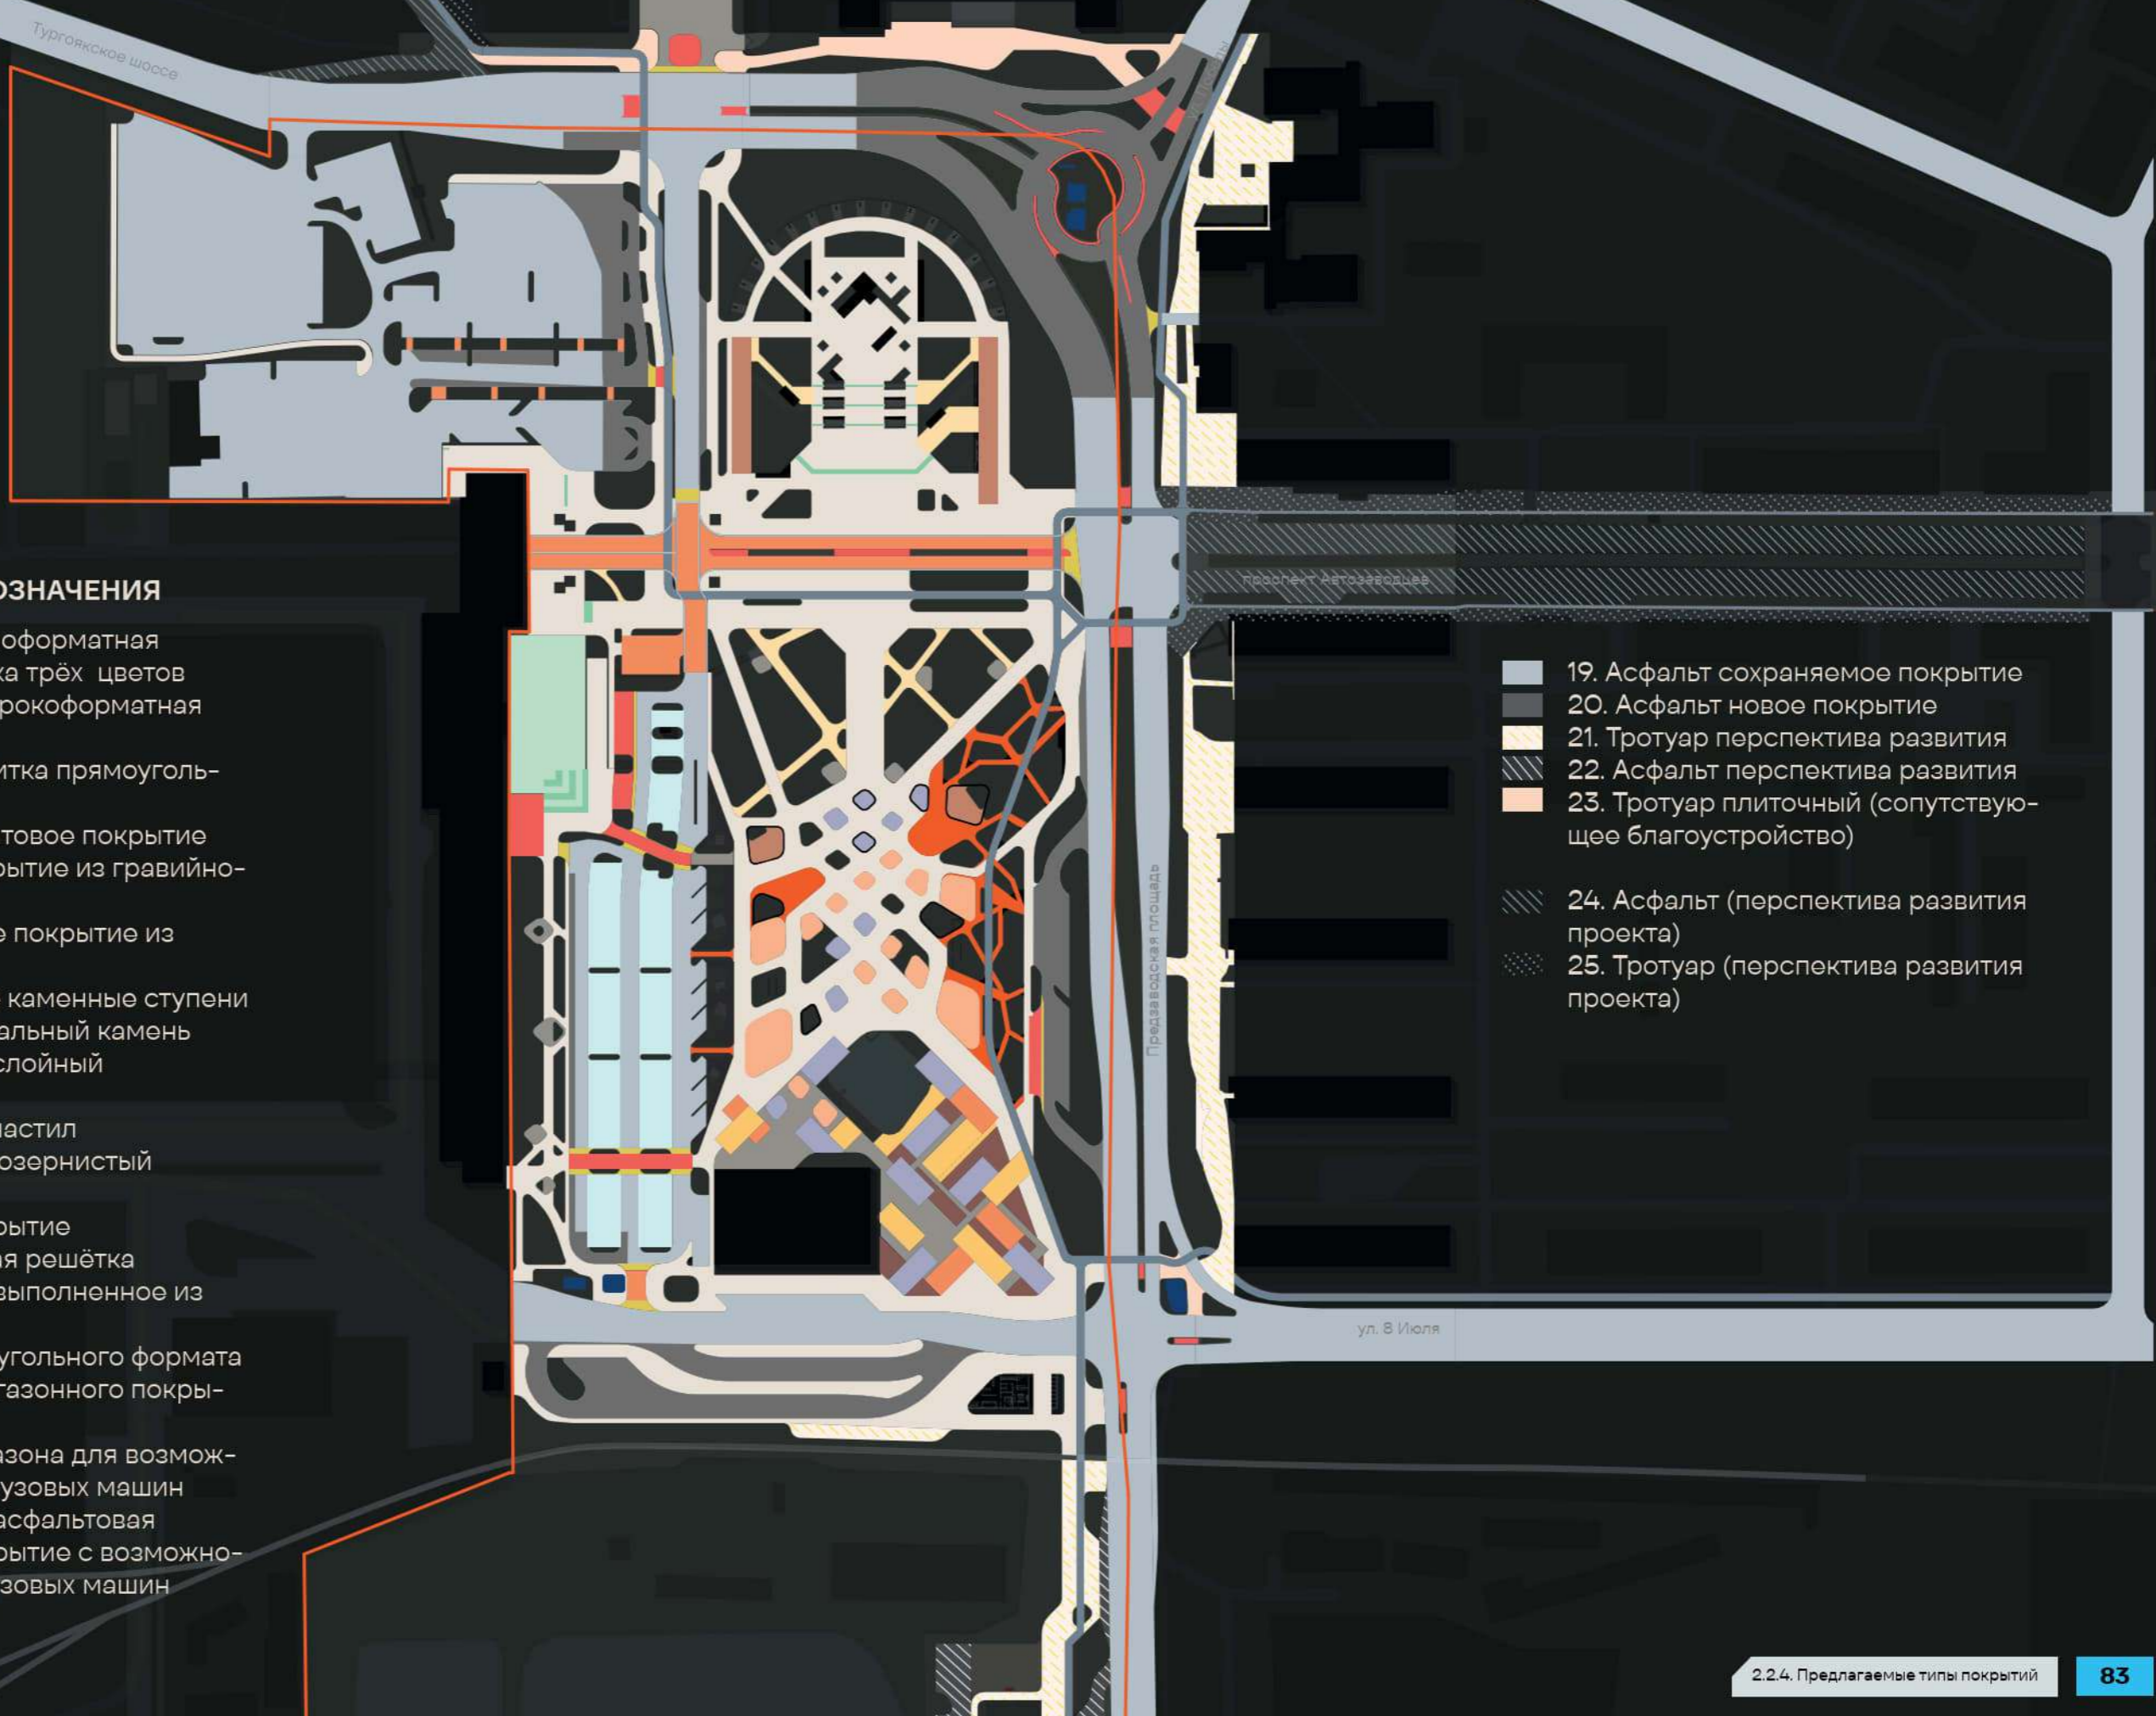 Тургоякское шоссе
проспект Автозаводцев
ОЗНАЧЕНИЯ
оформатная
ка трёх цветов
рокоформатная
итка прямоуголь-
товое покрытие
рытие из гравийно-
е покрытие из
каменные ступени
альный камень
слойный
настил
озернистый
рытие
ая решётка
выполненное из
угольного формата
газонного покры-
азона для возмож-
узовых машин
асфальтовая
рытие с возможно-
зовых машин
19. Асфальт сохраняемое покрытие
20. Асфальт новое покрытие
21. Тротуар перспектива развития
22. Асфальт перспектива развития
23. Тротуар плиточный (сопутствую-
щее благоустройство)
24. Асфальт (перспектива развития
проекта)
25. Тротуар (перспектива развития
проекта)
Предзаводская площадь
ул. 8 Июля
2.2.4. Предлагаемые типы покрытий
83